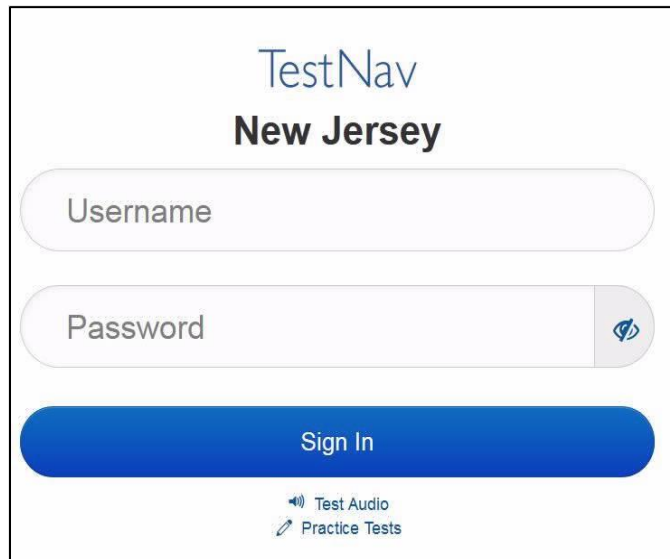 TestNav
New Jersey
Username
Password
Sign In
Test Audio
Practice Tests